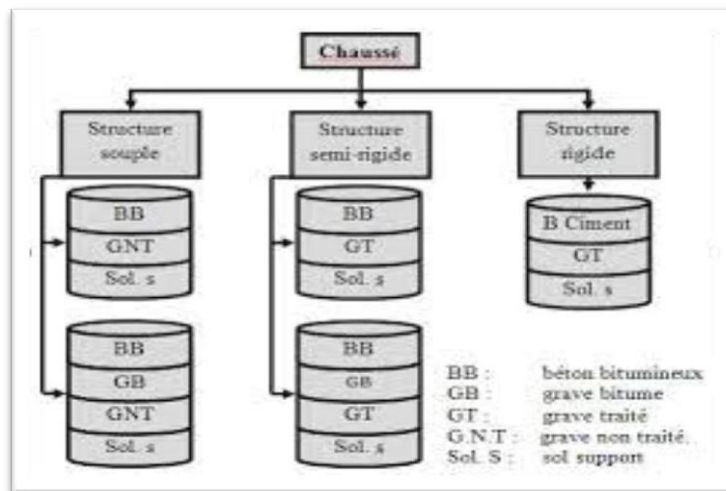 Chaussé
Structure
souple
Structure
semi-rigide
Structure
rigide
BB
GNT
Sol. s
BB
GT
Sol. s
B Ciment
GT
Sol. s
BB
GB
GNT
Sol. s
BB
GB
GT
Sol. s
BB : béton bitumineux
GB : grave bitume
GT : grave traité
G.N.T : grave non traité.
Sol. S : sol support